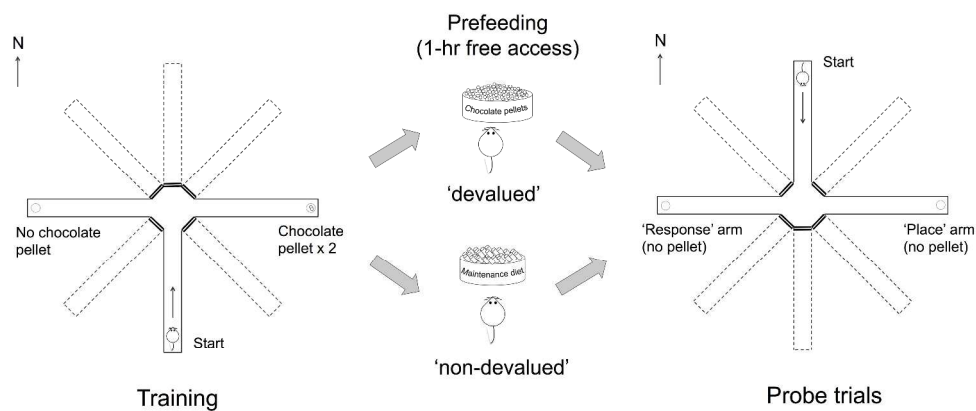 N
No chocolate
pellet
Chocolate
pellet x 2
Start
Training
Prefeeding
(1-hr free access)
Chocolate pellets
'devalued'
Maintenance diet
'non-devalued'
N
Start
'Response' arm
(no pellet)
'Place' arm
(no pellet)
Probe trials